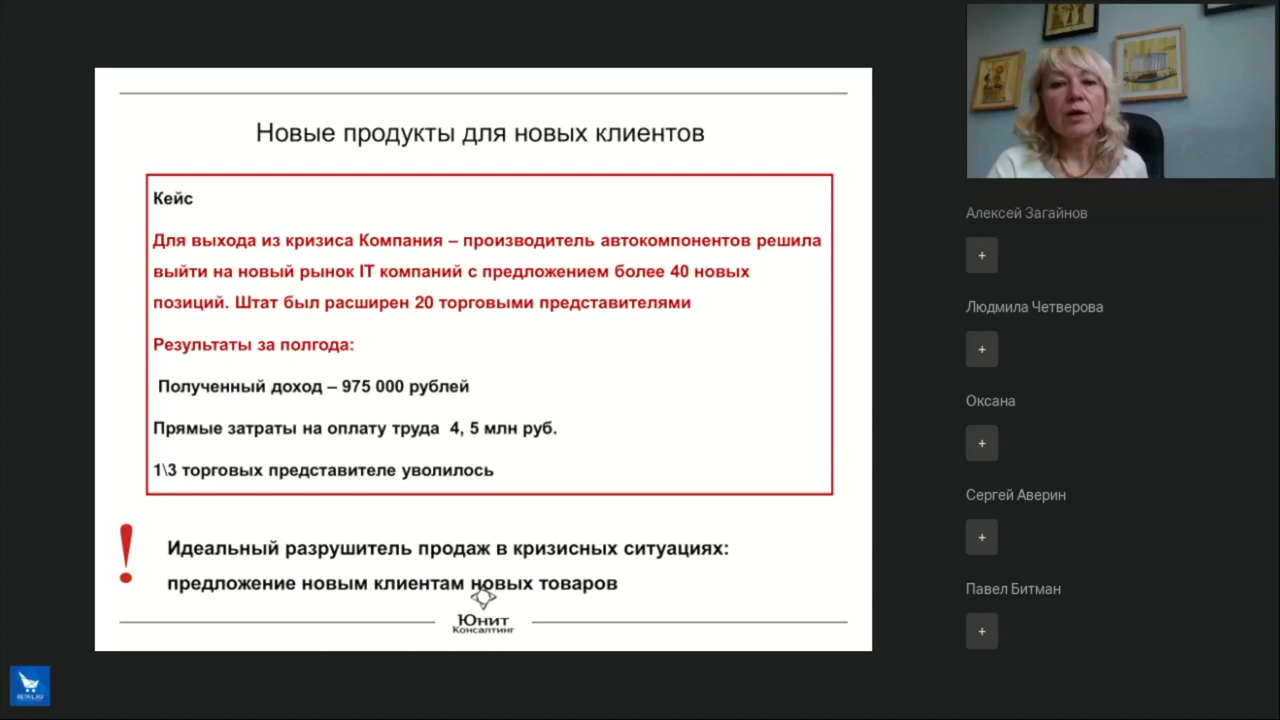 Новые продукты для новых клиентов
Кейс
Для выхода из кризиса Компания – производитель автокомпонентов решила
выйти на новый рынок IT компаний с предложением более 40 новых
позиций. Штат был расширен 20 торговыми представителями
Результаты за полгода:
Полученный доход – 975 000 рублей
Прямые затраты на оплату труда  4, 5 млн руб.
1\3 торговых представителе уволилось
!
Идеальный разрушитель продаж в кризисных ситуациях:
предложение новым клиентам новых товаров
Юнит
Консалтинг
Алексей Загайнов
+
Людмила Четверова
+
Оксана
+
Сергей Аверин
+
Павел Битман
+
RETAIL.RU